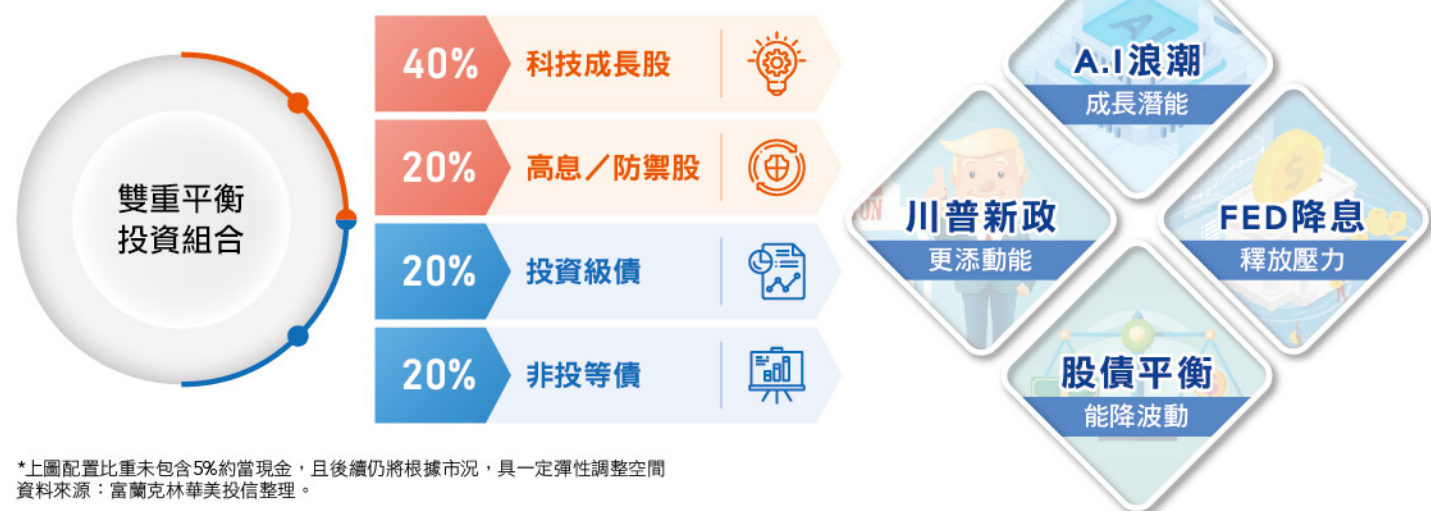 雙重平衡
投資組合
40%
科技成長股
20%
高息／防禦股
20%
投資級債
20%
非投等債
A.I浪潮
成長潛能
川普新政
更添動能
FED降息
釋放壓力
股債平衡
能降波動
*上圖配置比重未包含5%約當現金，且後續仍將根據市況，具一定彈性調整空間
資料來源：富蘭克林華美投信整理。